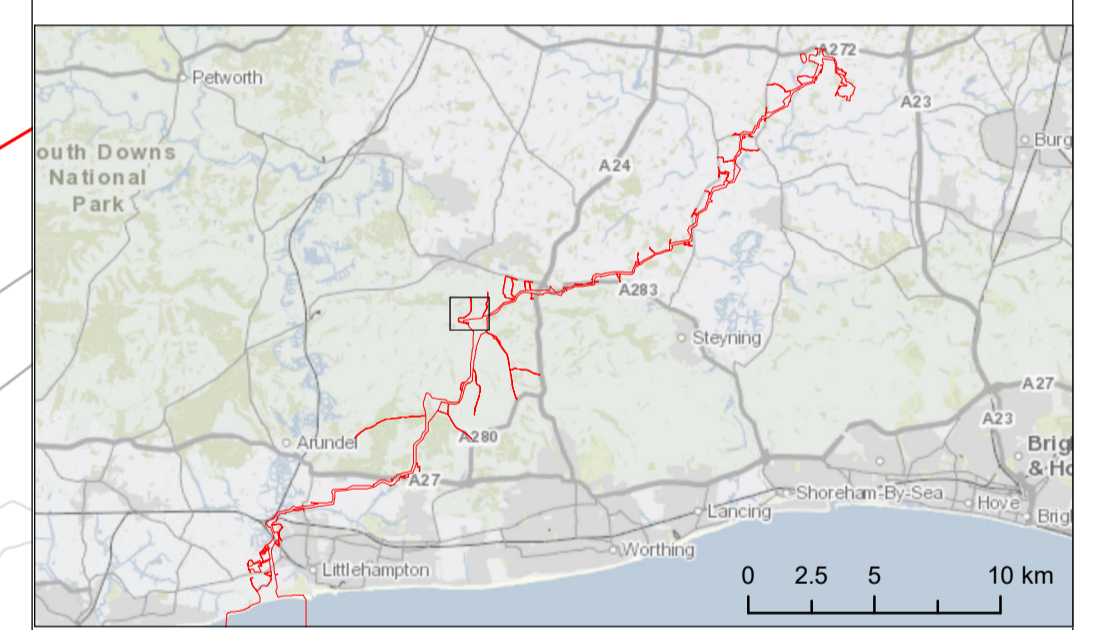 A272
Petworth
A23
Burg
outh Downs
National
Park
A24
A283
Steyning
A27
A23
Arundel
A280
Brig
& Ho
A27
Shoreham-By-Sea
Hove
Lancing
Brig
Worthing
Littlehampton
0 2.5 5 10 km